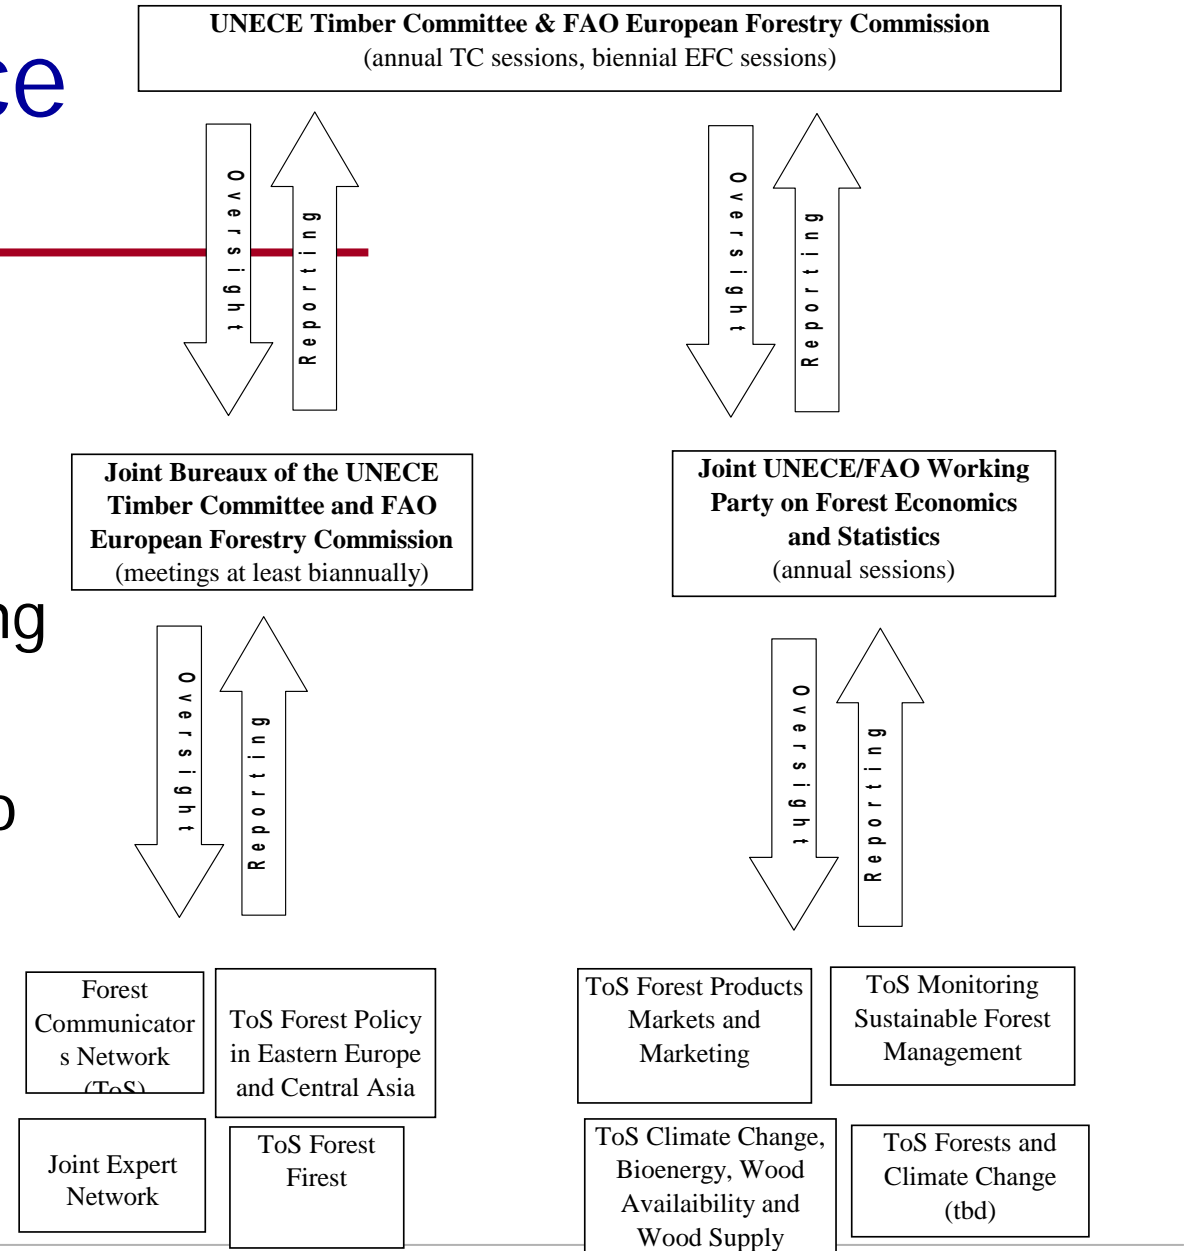 UNECE Timber Committee & FAO European Forestry Commission
(annual TC sessions, biennial EFC sessions)
ce
Oversight
Reporting
Oversight
Reporting
Joint Bureaux of the UNECE
Timber Committee and FAO
European Forestry Commission
(meetings at least biannually)
Joint UNECE/FAO Working
Party on Forest Economics
and Statistics
(annual sessions)
ng
Oversight
Reporting
Oversight
Reporting
Forest
Communicator
s Network
(ToS)
ToS Forest Policy
in Eastern Europe
and Central Asia
ToS Forest Products
Markets and
Marketing
ToS Monitoring
Sustainable Forest
Management
Joint Expert
Network
ToS Forest
Firest
ToS Climate Change,
Bioenergy, Wood
Availaibility and
Wood Supply
ToS Forests and
Climate Change
(tbd)